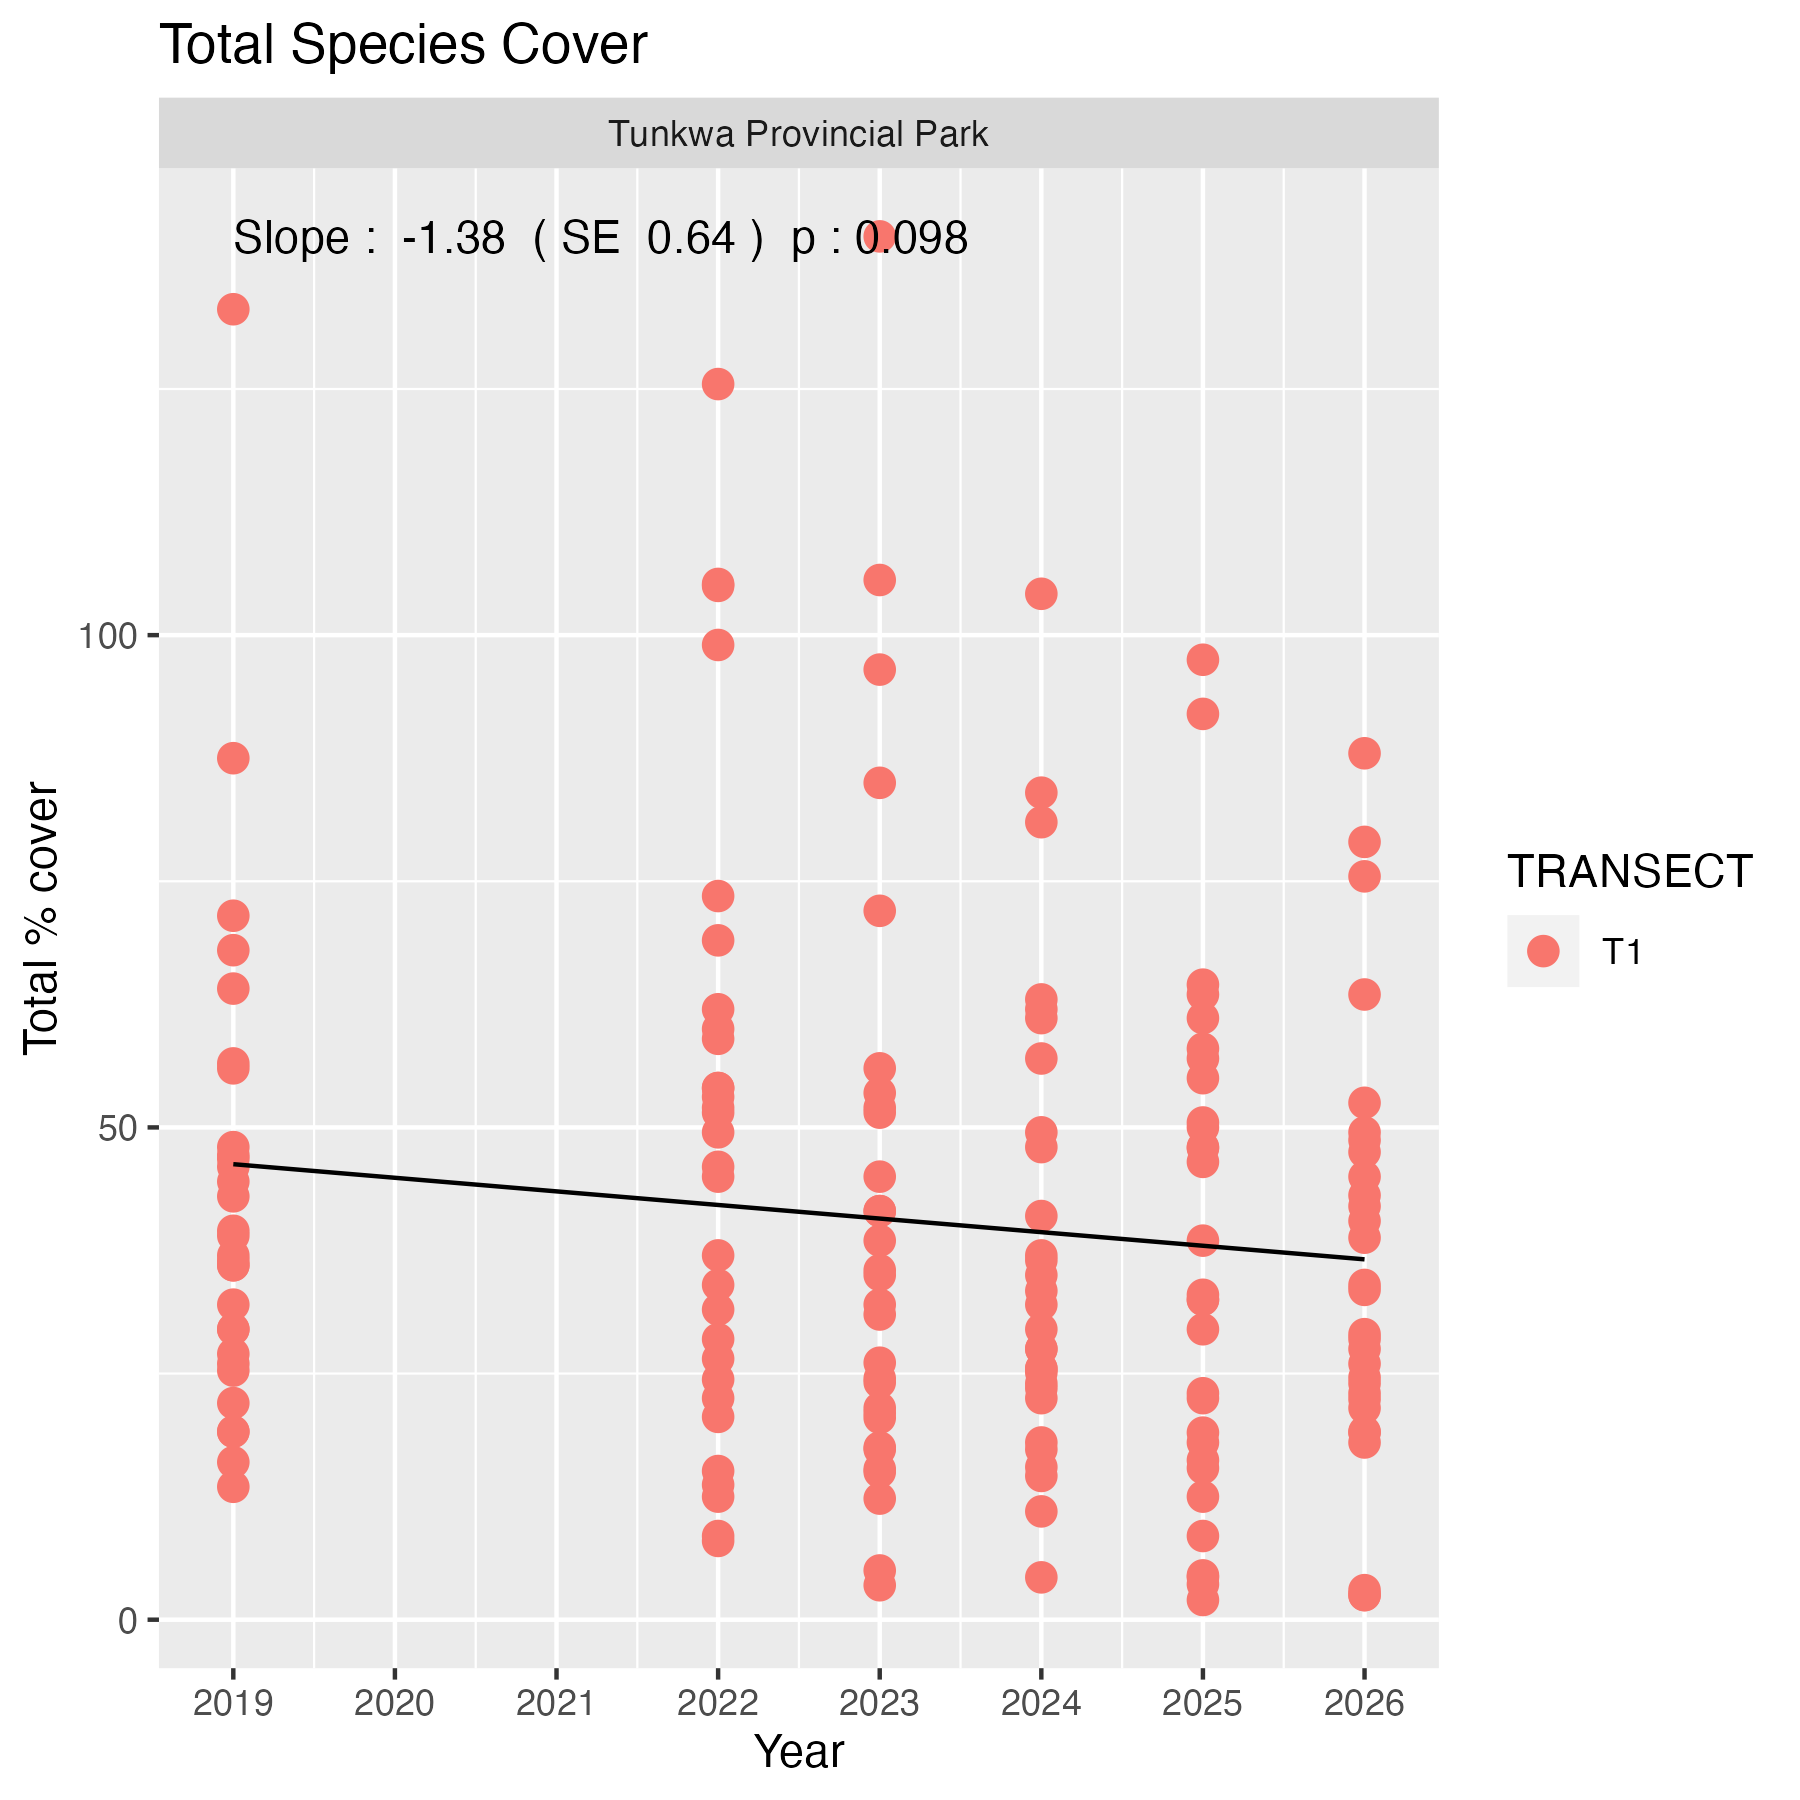 Total Species Cover
Tunkwa Provincial Park
Slope :  -1.38  ( SE  0.64 )  p : 0.098
100
50
0
Total % cover
2019 2020 2021 2022 2023 2024 2025 2026
Year
TRANSECT
T1